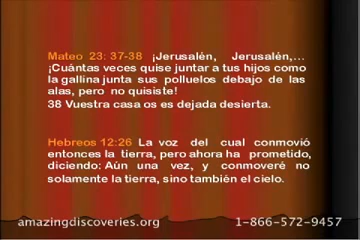 Mateo 23: 37-38 ¡Jerusalén, Jerusalén,...
¡Cuántas veces quise juntar a tus hijos como
la gallina junta sus polluelos debajo de las
alas, pero no quisiste!
38 Vuestra casa os es dejada desierta.
Hebreos 12:26 La voz del cual conmovió
entonces la tierra, pero ahora ha prometido,
diciendo: Aún una vez, y conmoveré no
solamente la tierra, sino también el cielo.
amazingdiscoveries.org 1-866-572-9457